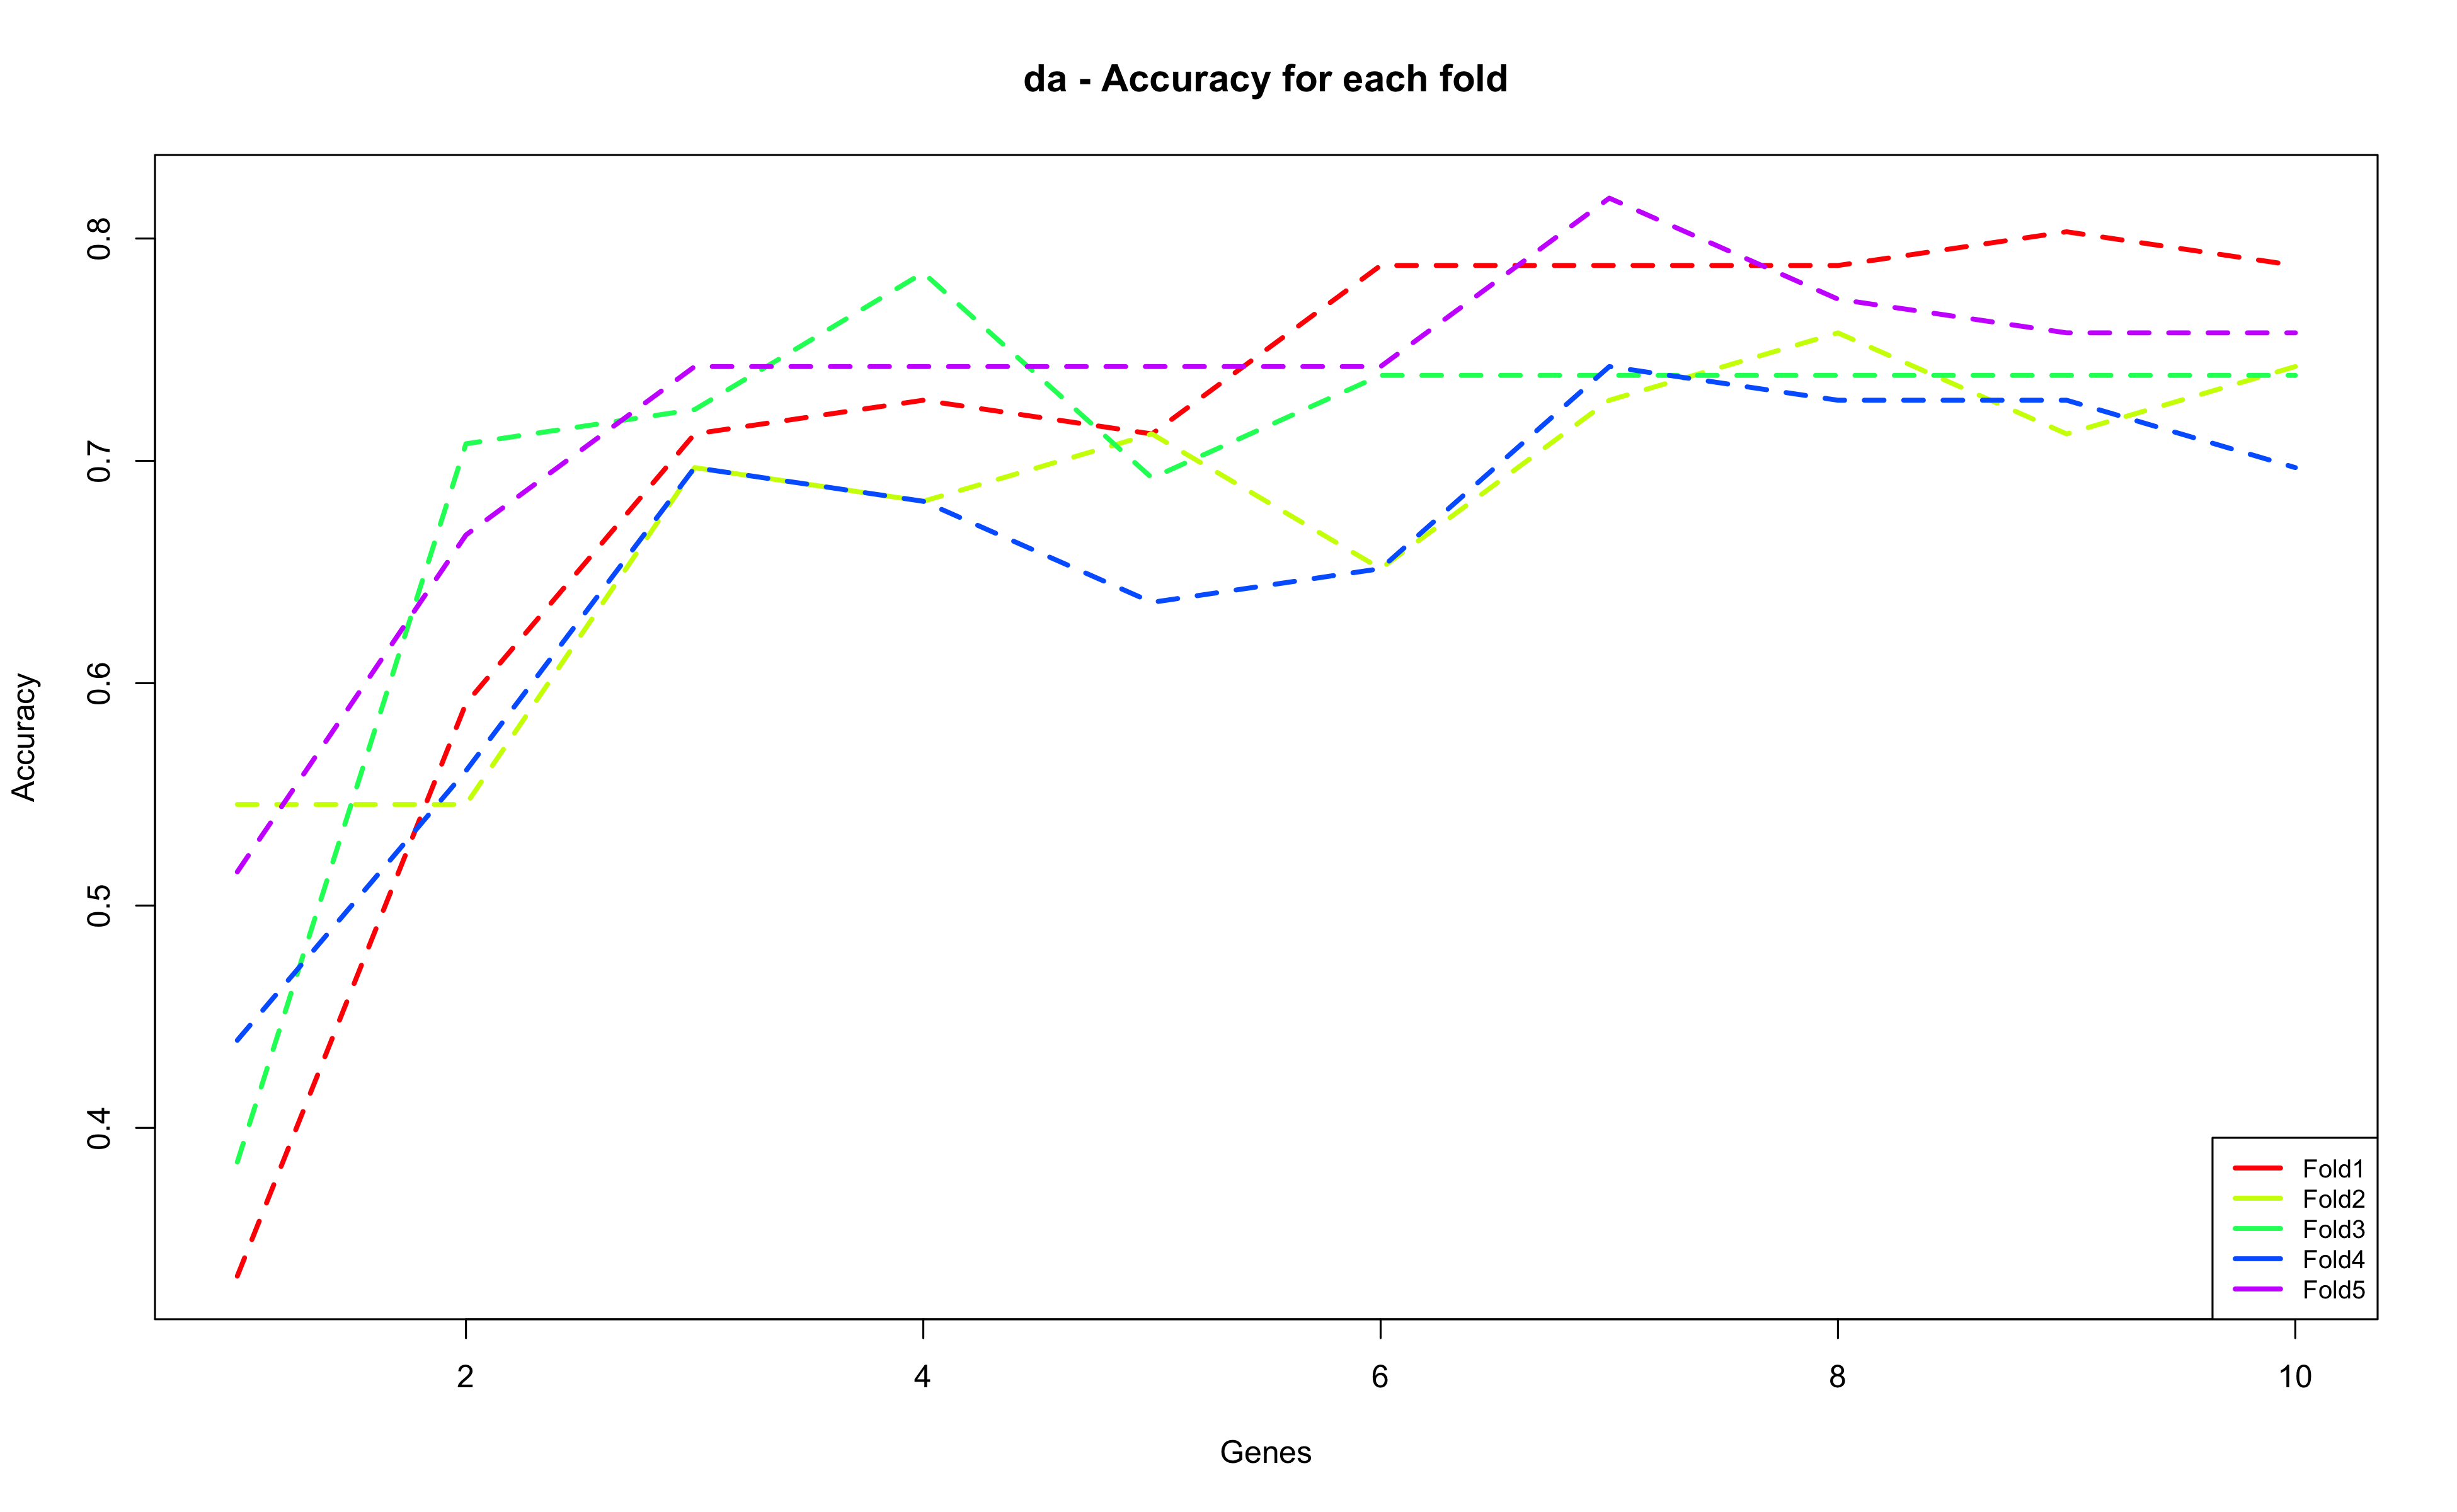 da - Accuracy for each fold
Accuracy
0.8
0.7
0.6
0.5
0.4
2 4 6 8 10
Genes
Fold1
Fold2
Fold3
Fold4
Fold5